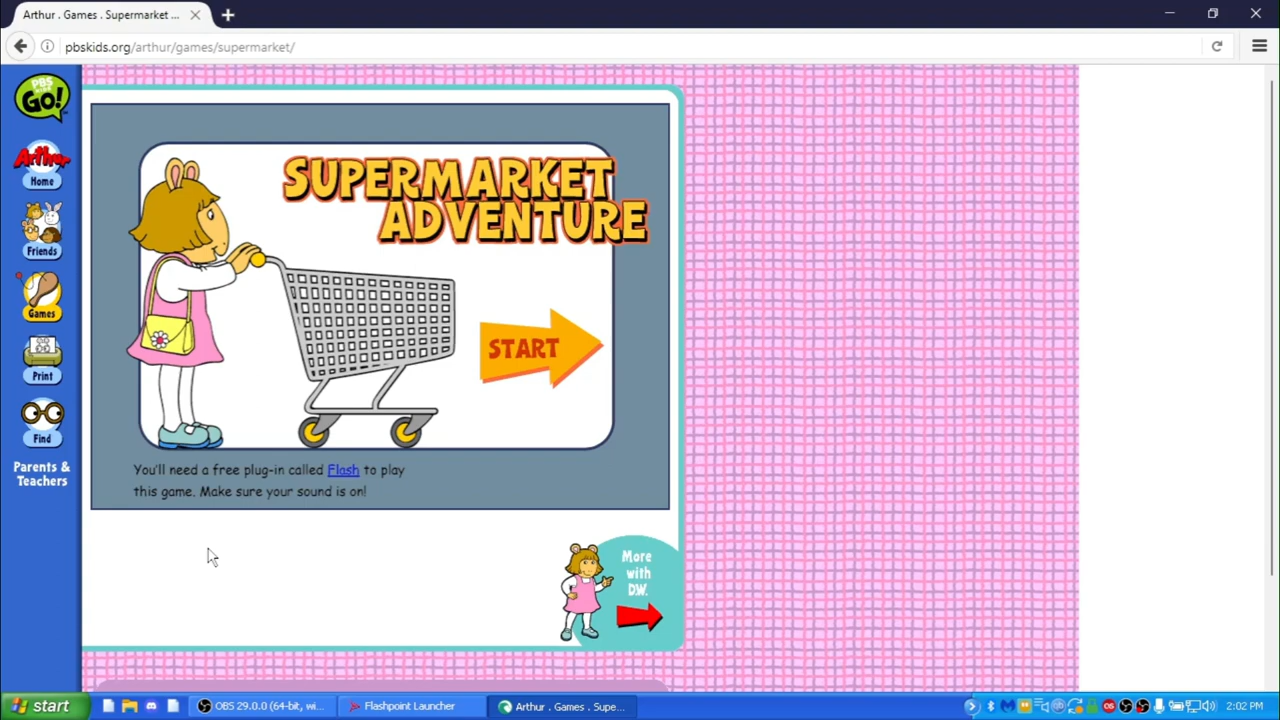 Arthur . Games . Supermarket ...
pbskids.org/arthur/games/supermarket/
PBS
KIDS
GO!
Arthur
Home
Friends
Games
Print
Find
Parents &
Teachers
SUPERMARKET
ADVENTURE
START
You'll need a free plug-in called Flash to play
this game. Make sure your sound is on!
More
with
D.W.
start
OBS 29.0.0 (64-bit, wi...
Flashpoint Launcher
Arthur . Games . Supe...
2:02 PM